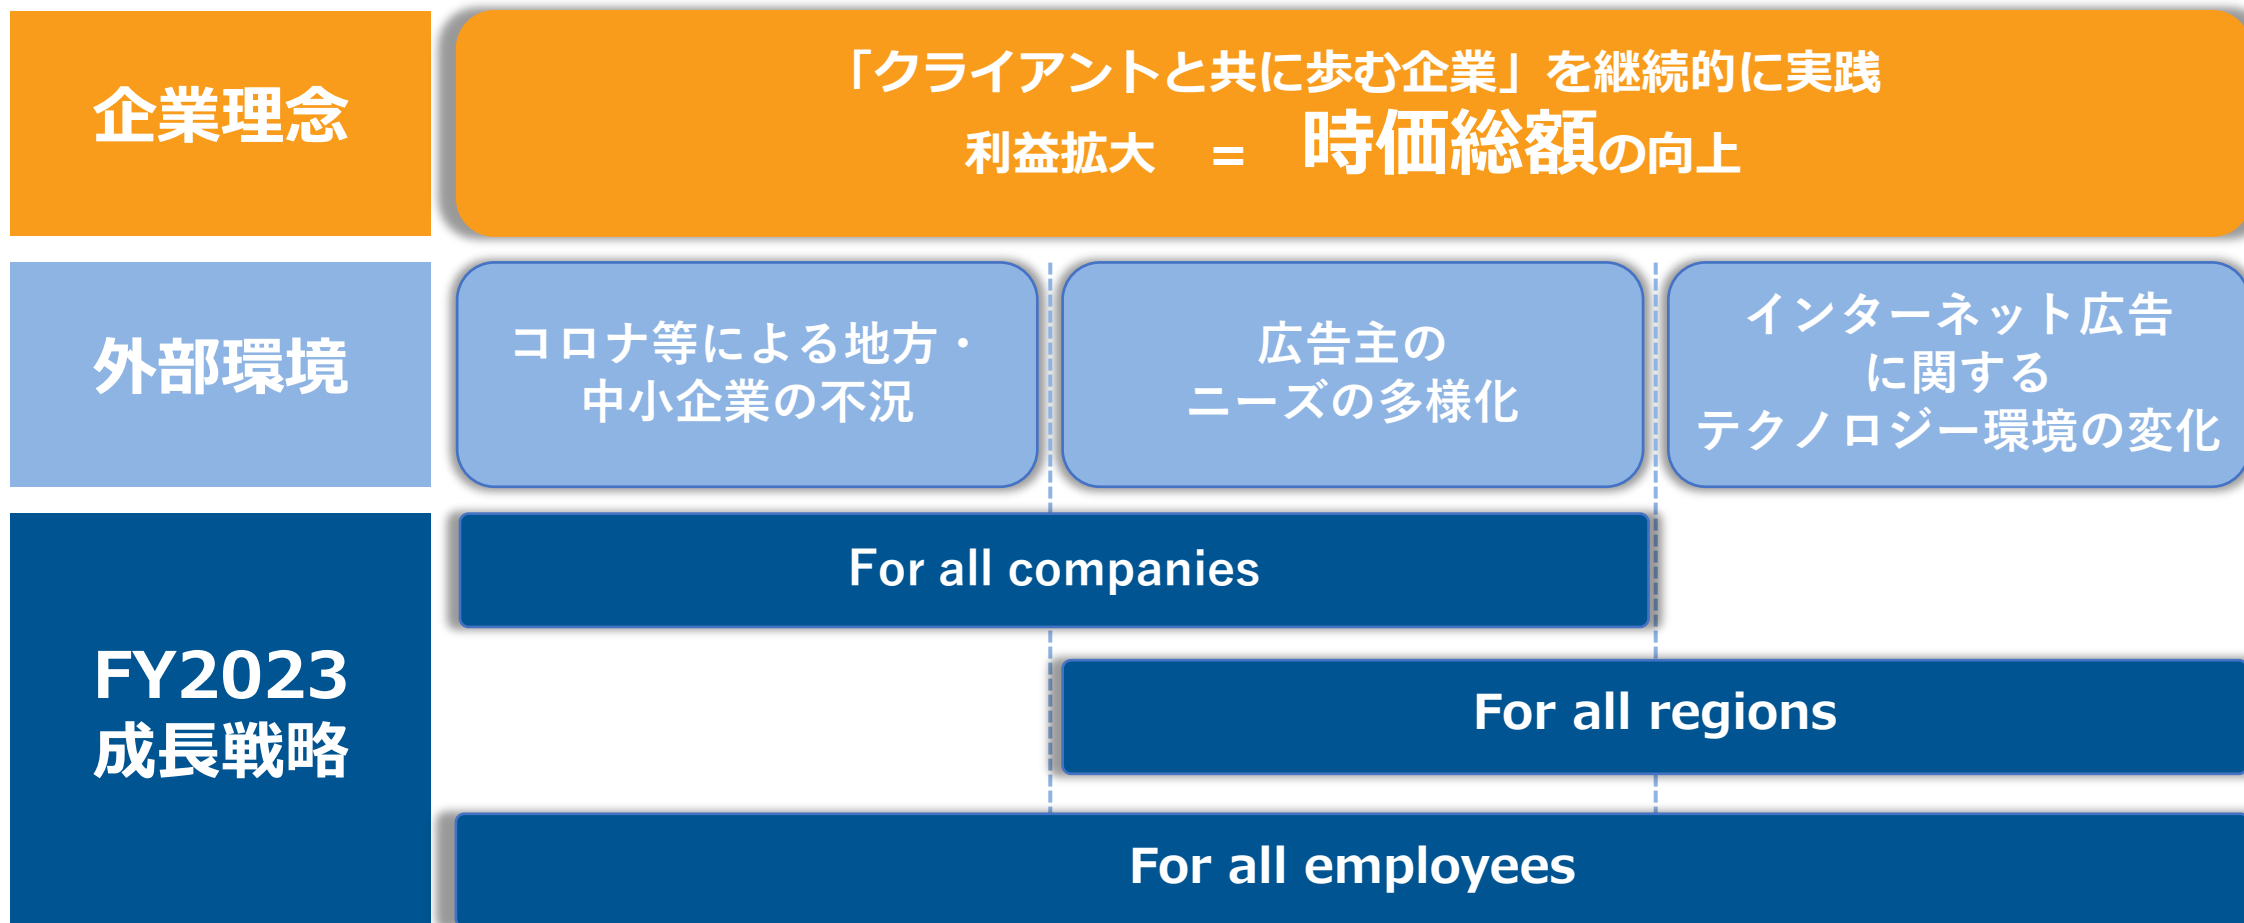 企業理念
「クライアントと共に歩む企業」を継続的に実践
利益拡大 = 時価総額の向上
外部環境
コロナ等による地方・
中小企業の不況
広告主の
ニーズの多様化
インターネット広告
に関する
テクノロジー環境の変化
FY2023
成長戦略
For all companies
For all regions
For all employees